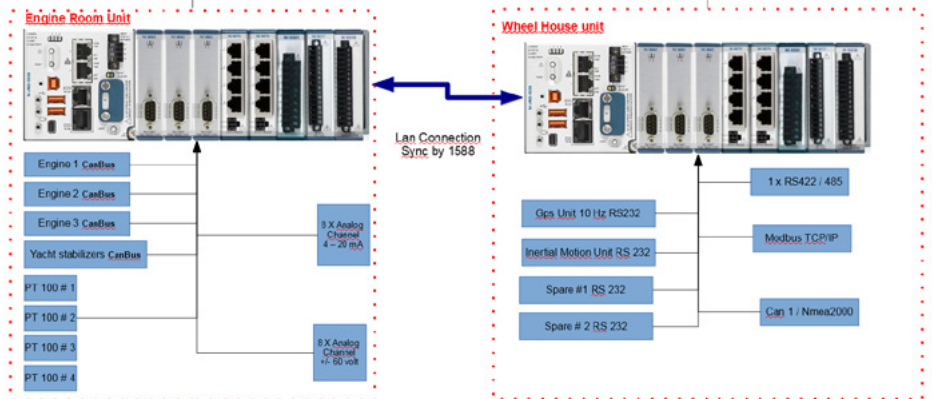 Engine Room Unit
Engine 1 CanBus
Engine 2 CanBus
Engine 3 CanBus
Yacht stabilizers CanBus
PT 100 # 1
PT 100 # 2
PT 100 # 3
PT 100 # 4
8 X Analog
Channel
4 – 20 mA
8 X Analog
Channel
+/- 60 volt
Lan Connection
Sync by 1588
Wheel House unit
Gps Unit 10 Hz RS232
Inertial Motion Unit RS 232
Spare #1 RS 232
Spare # 2 RS 232
1 x RS422 / 485
Modbus TCP/IP
Can 1 / Nmea2000